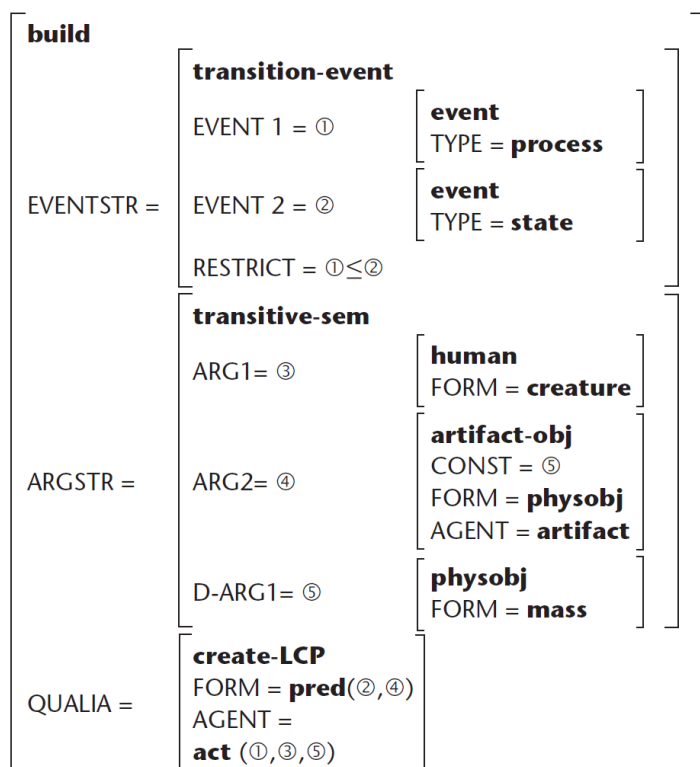 build
transition-event
EVENT 1 = ①
event
TYPE = process
EVENTSTR =
EVENT 2 = ②
event
TYPE = state
RESTRICT = ①≤②
transitive-sem
ARG1= ③
human
FORM = creature
ARGSTR =
ARG2= ④
artifact-obj
CONST = ⑤
FORM = physobj
AGENT = artifact
D-ARG1= ⑤
physobj
FORM = mass
QUALIA =
create-LCP
FORM = pred(②,④)
AGENT =
act (①,③,⑤)